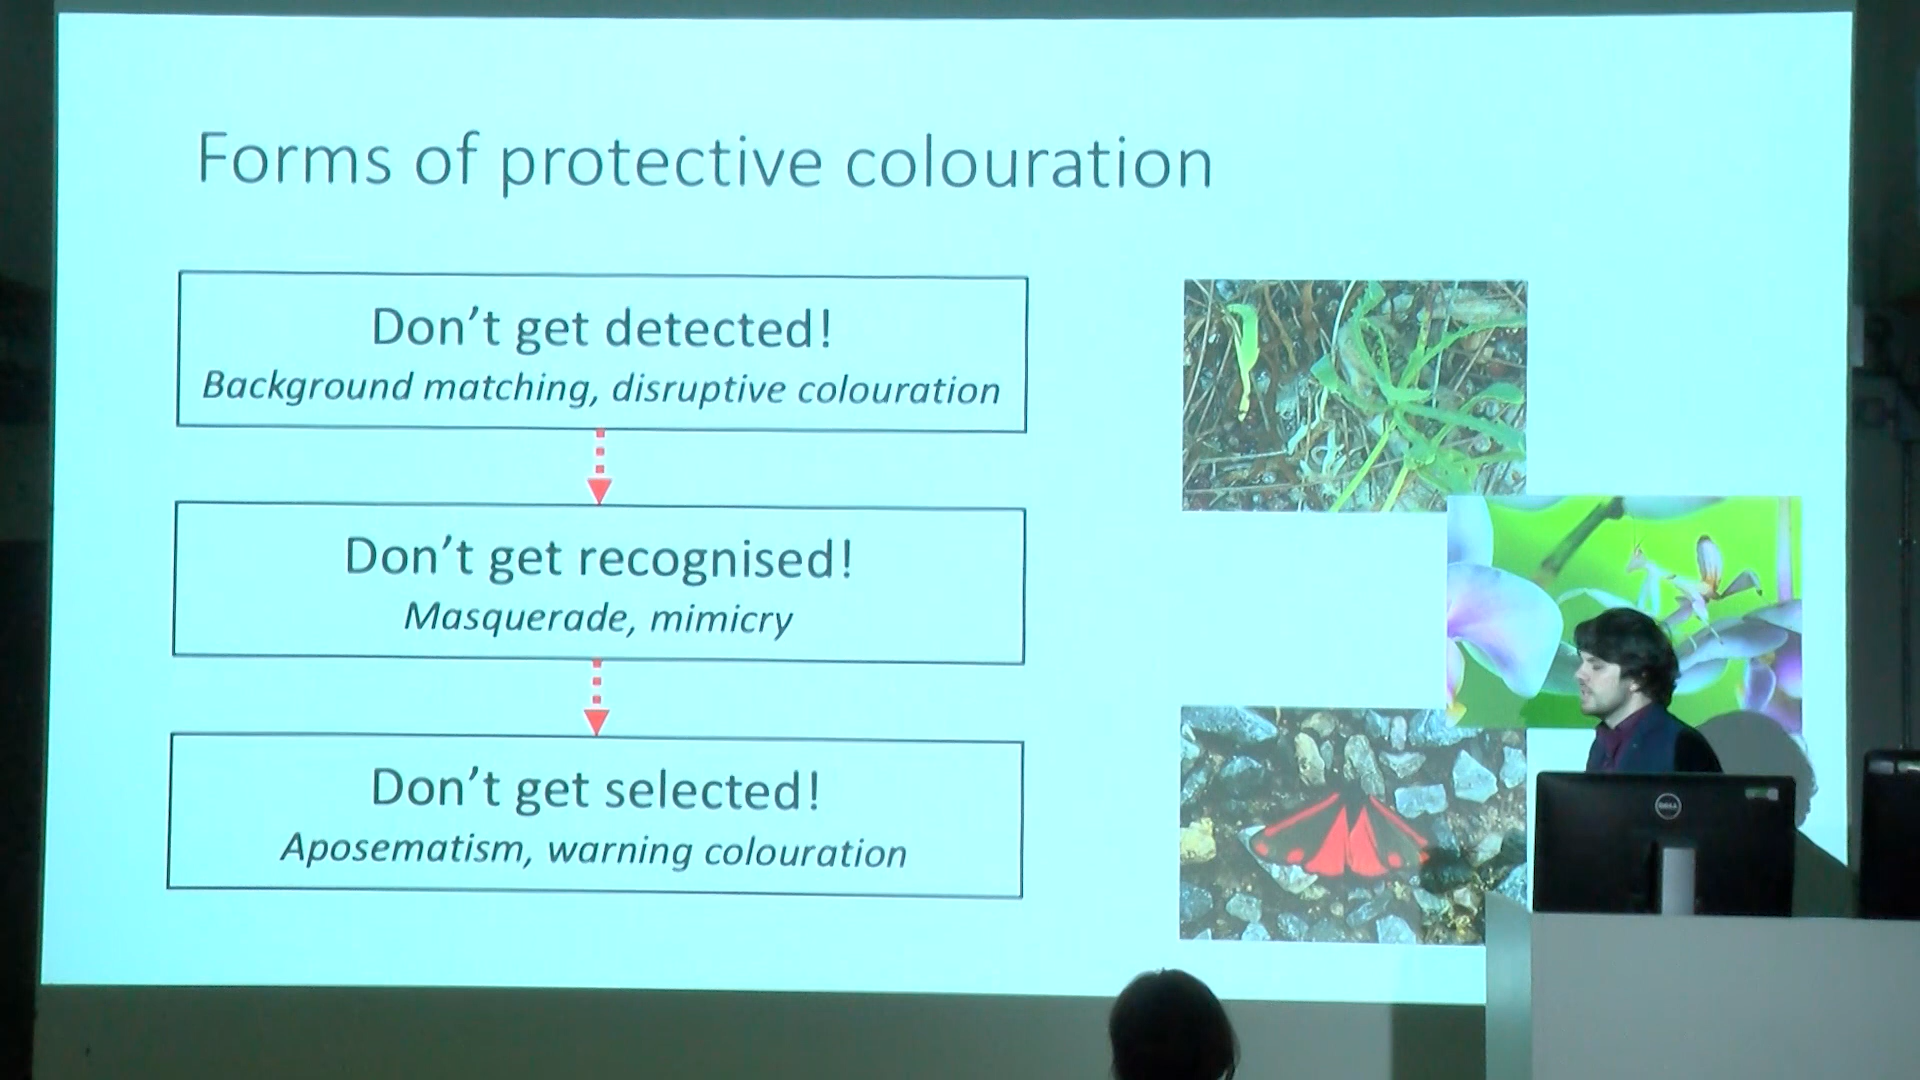 Forms of protective colouration
Don't get detected!
Background matching, disruptive colouration
Don't get recognised!
Masquerade, mimicry
Don't get selected!
Aposematism, warning colouration
DELL